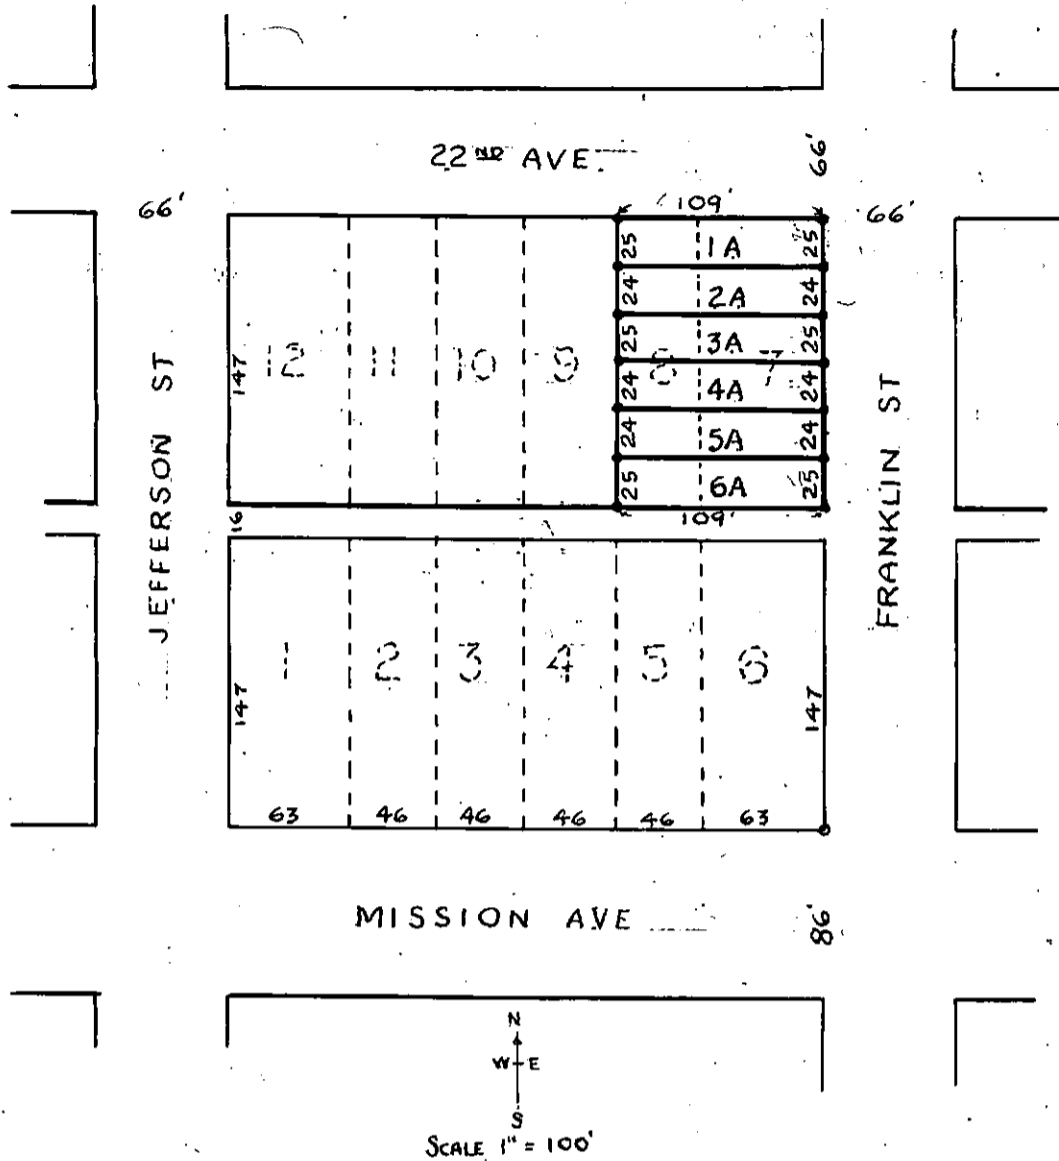 22ND AVE.
66'
66'
109'
66'
25 1A 25
24 2A 24
25 3A 25
12 11 10 9 8 7
147
24 4A 24
24 5A 24
25 6A 25
109'
JEFFERSON ST
FRANKLIN ST
16
1 2 3 4 5 6
147
147
63 46 46 46 46 63
MISSION AVE
86'
N
W E
S
SCALE 1" = 100'